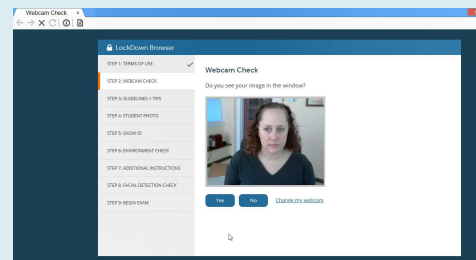 Webcam Check ×
LockDown Browser
STEP 1: TERMS OF USE
STEP 2: WEBCAM CHECK
STEP 3: GUIDELINES + TIPS
STEP 4: STUDENT PHOTO
STEP 5: SHOW ID
STEP 6: ENVIRONMENT CHECK
STEP 7: ADDITIONAL INSTRUCTIONS
STEP 8: FACIAL DETECTION CHECK
STEP 9: BEGIN EXAM
Webcam Check
Do you see your image in the window?
Yes No Change my webcam